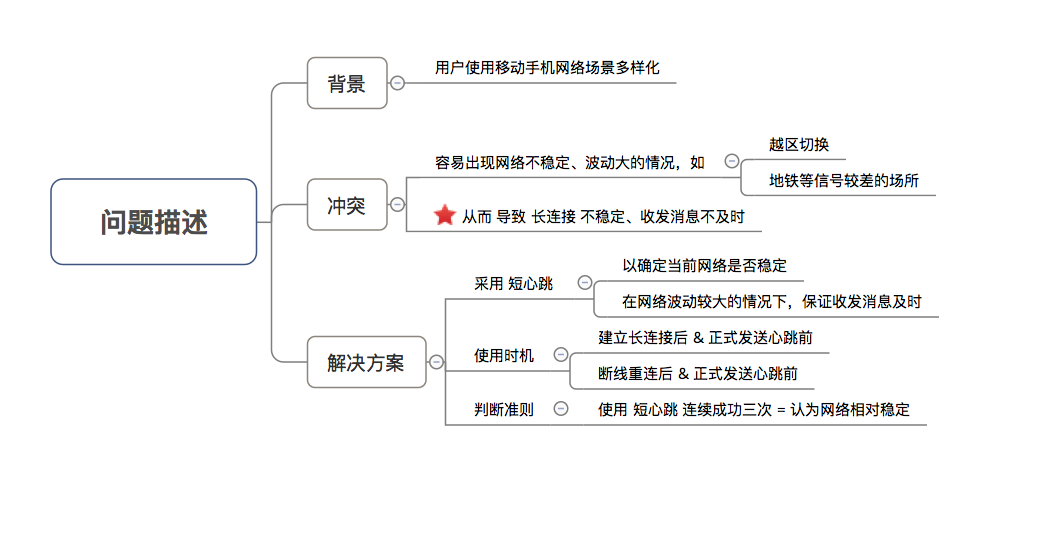 问题描述
背景
用户使用移动手机网络场景多样化
冲突
容易出现网络不稳定、波动大的情况，如
越区切换
地铁等信号较差的场所
从而 导致 长连接 不稳定、收发消息不及时
解决方案
采用 短心跳
以确定当前网络是否稳定
在网络波动较大的情况下，保证收发消息及时
使用时机
建立长连接后 & 正式发送心跳前
断线重连后 & 正式发送心跳前
判断准则
使用 短心跳 连续成功三次 = 认为网络相对稳定